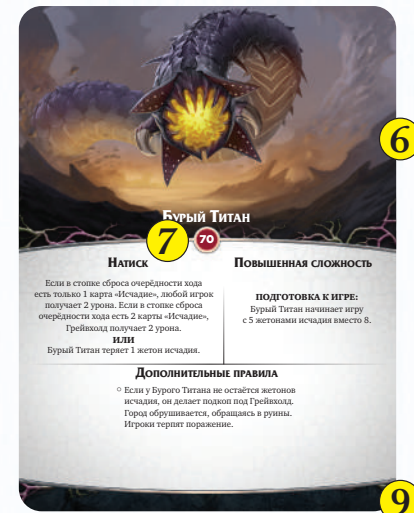 6
Бурый Титан
7
70
Натиск
Если в стопке сброса очерёдности хода
есть только 1 карта «Исчадие», любой игрок
получает 2 урона. Если в стопке сброса
очерёдности хода есть 2 карты «Исчадие»,
Грейвхолд получает 2 урона.
ИЛИ
Бурый Титан теряет 1 жетон исчадия.
Повышенная сложность
ПОДГОТОВКА К ИГРЕ:
Бурый Титан начинает игру
с 5 жетонами исчадия вместо 8.
Дополнительные правила
○ Если у Бурого Титана не остаётся жетонов
исчадия, он делает подкоп под Грейвхолд.
Город обрушивается, обращаясь в руины.
Игроки терпят поражение.
9